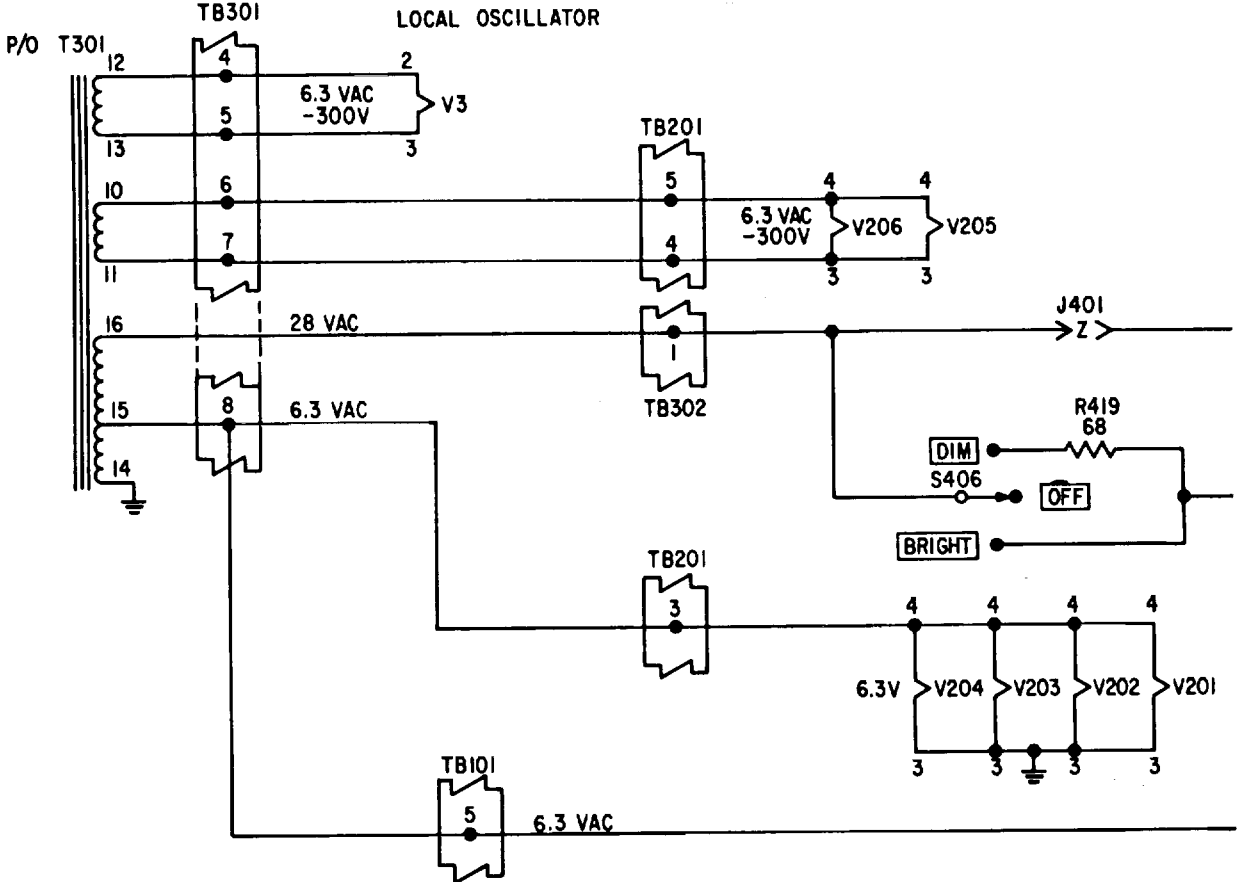 TB301
LOCAL OSCILLATOR
P/O T301
12
4
2
6.3 VAC
-300V
V3
5
13
3
TB201
10
6
5
4
4
6.3 VAC
-300V
V206
V205
7
4
11
3
3
16
28 VAC
J401
Z
1
TB302
15
8
6.3 VAC
R419
68
14
DIM
S406
OFF
BRIGHT
TB201
3
4
4
4
4
6.3V
V204
V203
V202
V201
3
3
3
3
TB101
5
6.3 VAC